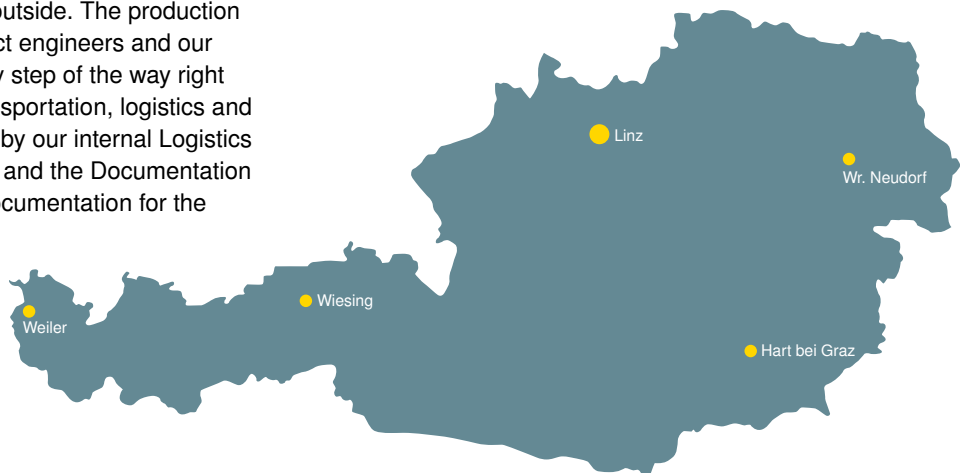 outside. The production
ct engineers and our
y step of the way right
sportation, logistics and
by our internal Logistics
and the Documentation
ocumentation for the
Linz
Wr. Neudorf
Wiesing
Weiler
Hart bei Graz